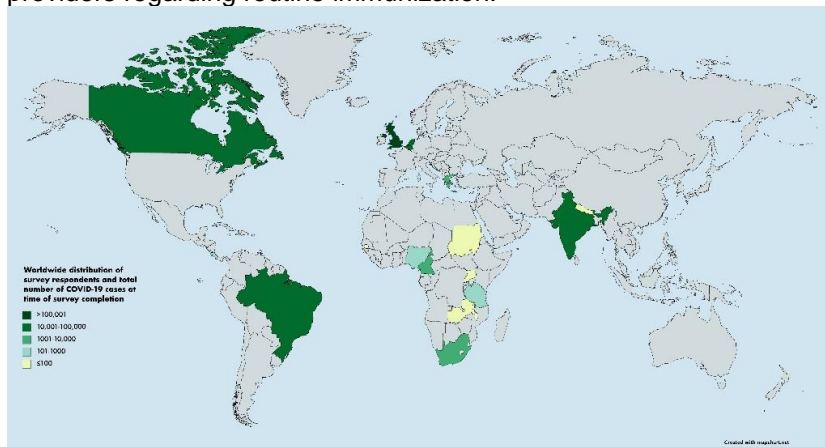 providers regarding routine immunization.
Worldwide distribution of
survey respondents and total
number of COVID-19 cases at
time of survey completion
>100,001
10,001-100,000
1001-10,000
101-1000
≤100
Created with mapchart.net